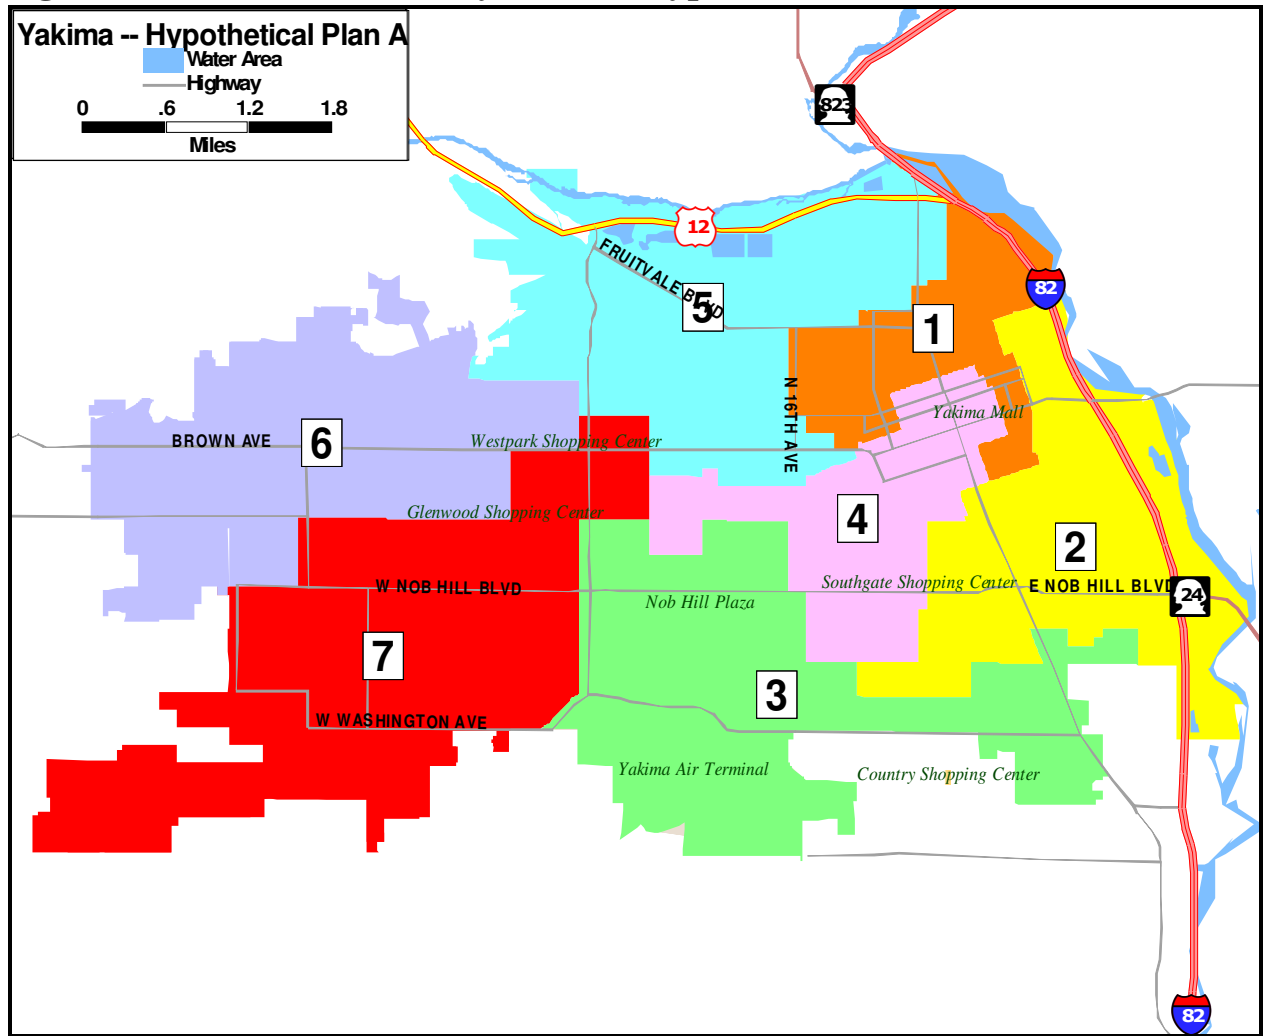 Yakima -- Hypothetical Plan A
Water Area
Highway
0 .6 1.2 1.8
Miles
823
12
FRUITVALE BLVD
82
5
1
N 16TH AVE
Yakima Mall
BROWN AVE
6
Westpark Shopping Center
Glenwood Shopping Center
4
2
W NOB HILL BLVD
Southgate Shopping Center
E NOB HILL BLVD
24
Nob Hill Plaza
7
3
W WASHINGTON AVE
Yakima Air Terminal
Country Shopping Center
82